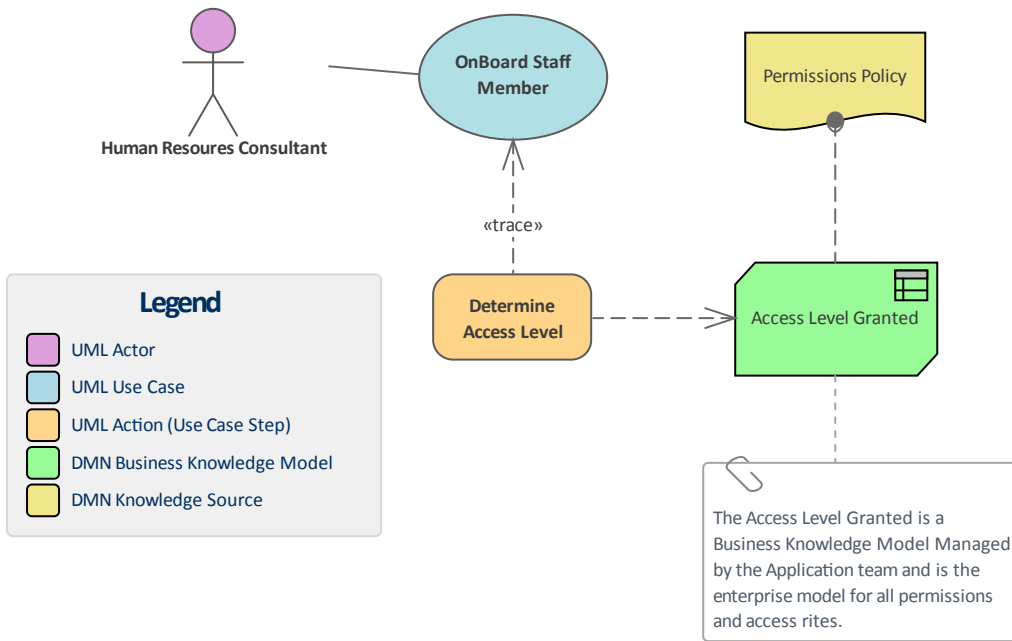 OnBoard Staff
Member
Permissions Policy
Human Resoures Consultant
«trace»
Determine
Access Level
Access Level Granted
Legend
UML Actor
UML Use Case
UML Action (Use Case Step)
DMN Business Knowledge Model
DMN Knowledge Source
The Access Level Granted is a
Business Knowledge Model Managed
by the Application team and is the
enterprise model for all permissions
and access rites.